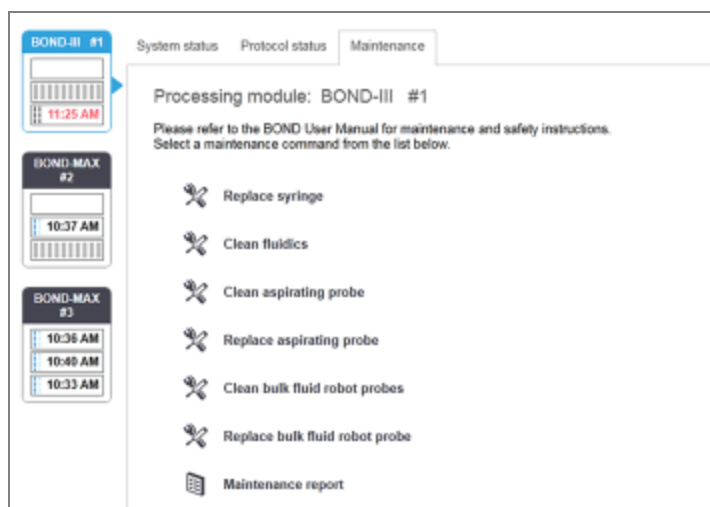 BOND-III #1
11:25 AM
BOND-MAX
#2
10:37 AM
BOND-MAX
#3
10:36 AM
10:40 AM
10:33 AM
System status Protocol status Maintenance
Processing module: BOND-III #1
Please refer to the BOND User Manual for maintenance and safety instructions.
Select a maintenance command from the list below.
Replace syringe
Clean fluidics
Clean aspirating probe
Replace aspirating probe
Clean bulk fluid robot probes
Replace bulk fluid robot probe
Maintenance report